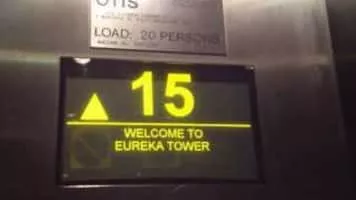 OTIS
LOAD: 20 PERSONS
15
WELCOME TO
EUREKA TOWER